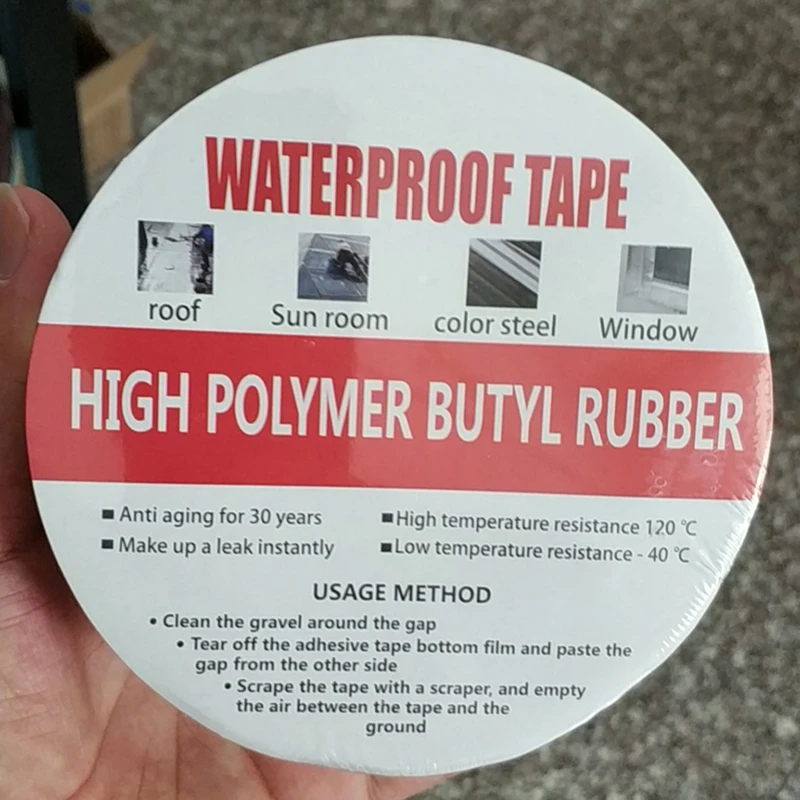 WATERPROOF TAPE
roof Sun room color steel Window
HIGH POLYMER BUTYL RUBBER
■ Anti aging for 30 years ■ High temperature resistance 120 ℃
■ Make up a leak instantly ■ Low temperature resistance - 40 ℃
USAGE METHOD
• Clean the gravel around the gap
• Tear off the adhesive tape bottom film and paste the
gap from the other side
• Scrape the tape with a scraper, and empty
the air between the tape and the
ground